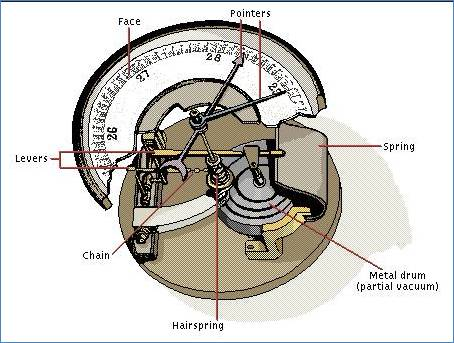 Face
Pointers
28
27
26
Levers
Spring
Chain
Metal drum
(partial vacuum)
Hairspring